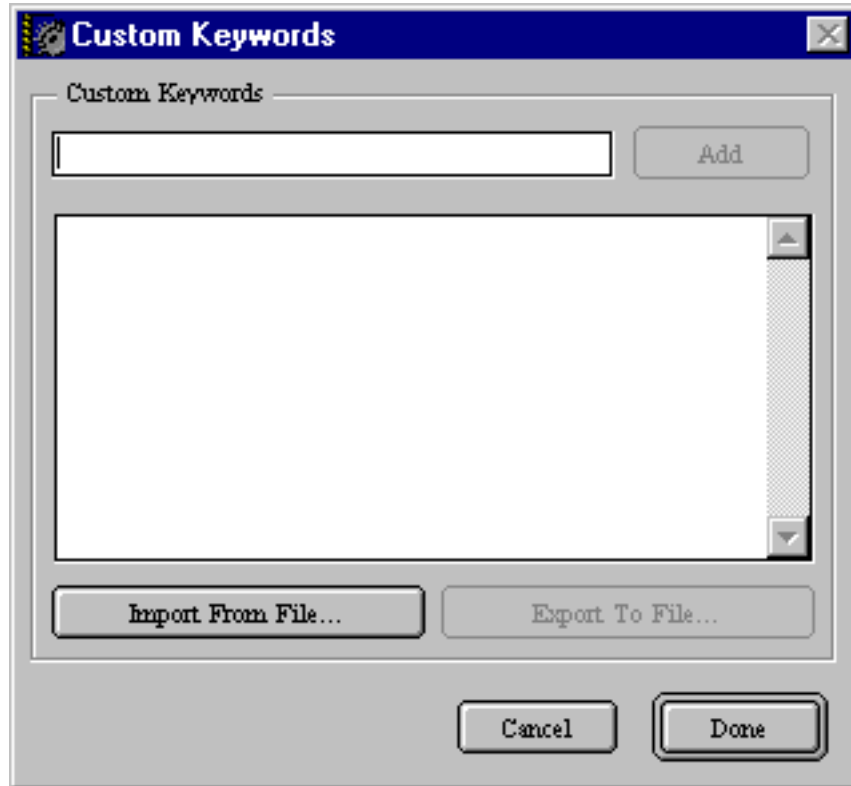 Custom Keywords
Custom Keywords
Add
Import From File...
Export To File...
Cancel
Done